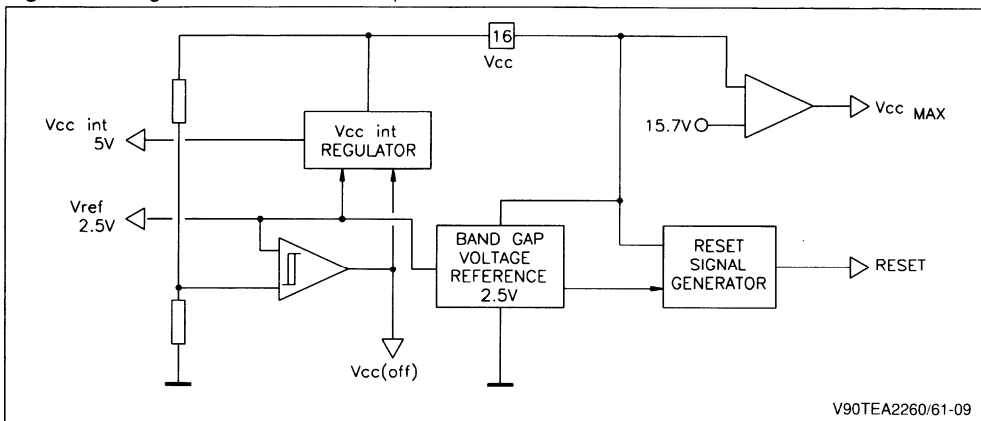 16
Vcc
Vcc MAX
15.7V
Vcc int
5V
Vcc int
REGULATOR
Vref
2.5V
BAND GAP
VOLTAGE
REFERENCE
2.5V
RESET
SIGNAL
GENERATOR
RESET
Vcc(off)
V90TEA2260/61-09